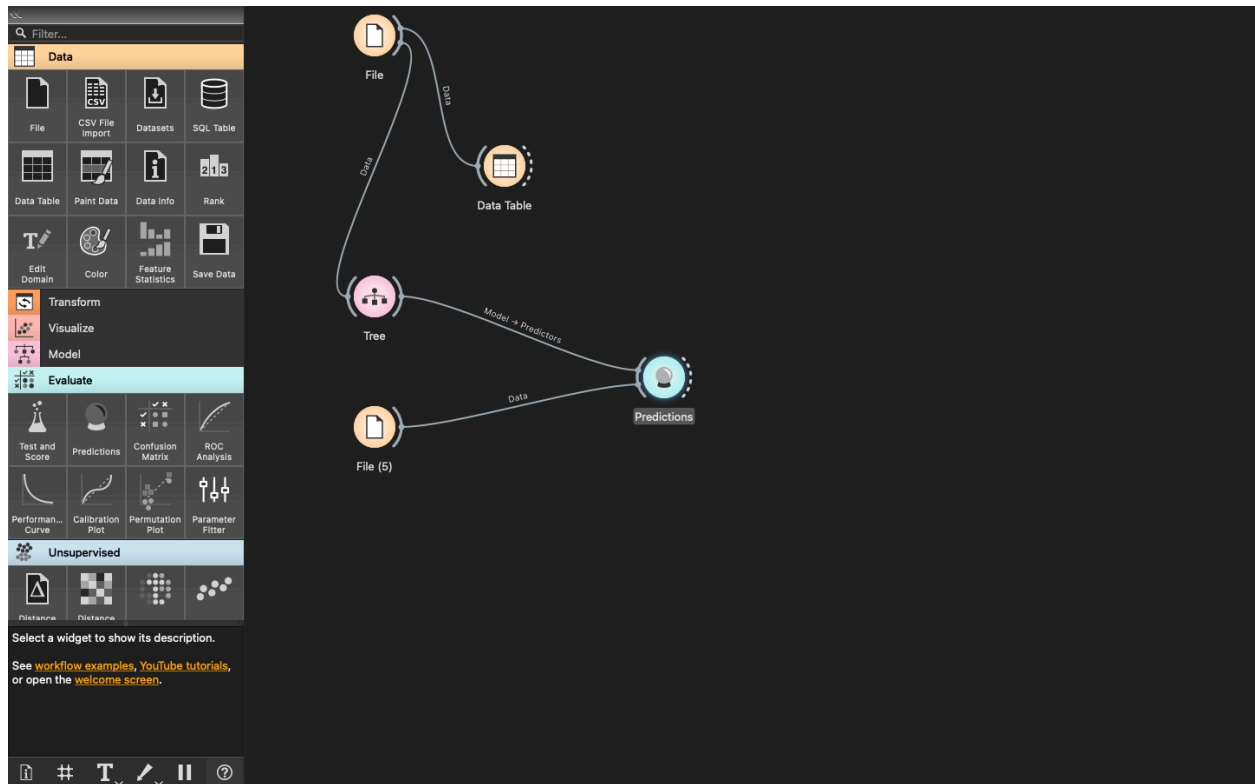 Filter...
Data
File
CSV File
Import
Datasets
SQL Table
Data Table
Paint Data
Data Info
Rank
Edit
Domain
Color
Feature
Statistics
Save Data
Transform
Visualize
Model
Evaluate
Test and
Score
Predictions
Confusion
Matrix
ROC
Analysis
Performan...
Curve
Calibration
Plot
Permutation
Plot
Parameter
Fitter
Unsupervised
Distance
Distance
Select a widget to show its description.
See workflow examples, YouTube tutorials,
or open the welcome screen.
File
Data
Data
Data Table
Tree
Model → Predictors
Predictions
Data
File (5)